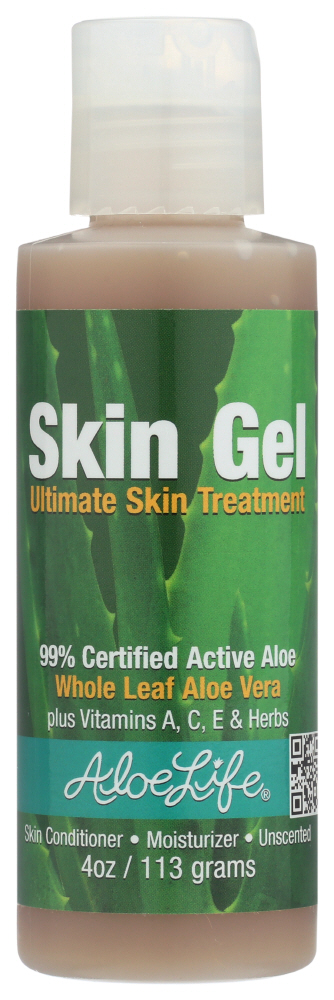 Skin Gel
Ultimate Skin Treatment
99% Certified Active Aloe
Whole Leaf Aloe Vera
plus Vitamins A, C, E & Herbs
AloeLife®
Skin Conditioner • Moisturizer • Unscented
4oz / 113 grams